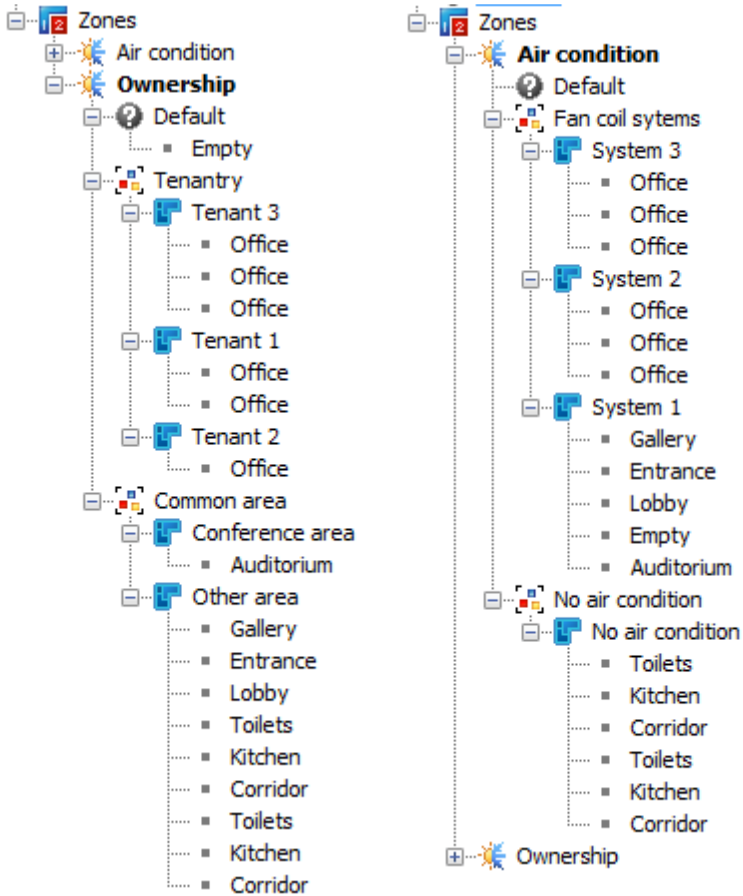 Zones
Air condition
Ownership
Default
Empty
Tenantry
Tenant 3
Office
Office
Office
Tenant 1
Office
Office
Tenant 2
Office
Common area
Conference area
Auditorium
Other area
Gallery
Entrance
Lobby
Toilets
Kitchen
Corridor
Toilets
Kitchen
Corridor
Zones
Air condition
Default
Fan coil sytems
System 3
Office
Office
Office
System 2
Office
Office
Office
System 1
Gallery
Entrance
Lobby
Empty
Auditorium
No air condition
No air condition
Toilets
Kitchen
Corridor
Toilets
Kitchen
Corridor
Ownership